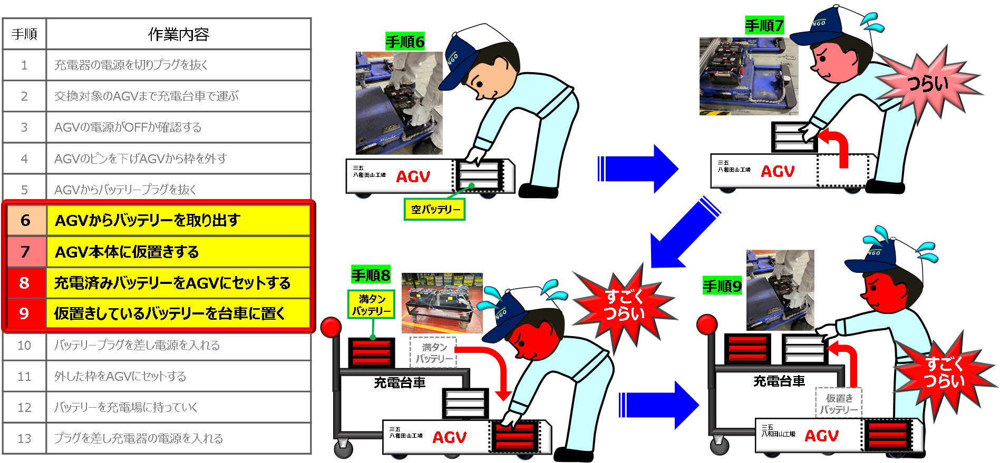 手順 作業内容
1 充電器の電源を切りプラグを抜く
2 交換対象のAGVまで充電台車で運ぶ
3 AGVの電源がOFFか確認する
4 AGVのピンを下げAGVから枠を外す
5 AGVからバッテリープラグを抜く
6 AGVからバッテリーを取り出す
7 AGV本体に仮置きする
8 充電済みバッテリーをAGVにセットする
9 仮置きしているバッテリーを台車に置く
10 バッテリープラグを差し電源を入れる
11 外した枠をAGVにセットする
12 バッテリーを充電場に持っていく
13 プラグを差し充電器の電源を入れる
手順6
NGO
三五
八和田山工場
AGV
空バッテリー
手順7
NGO
つらい
三五
八和田山工場
AGV
手順8
満タン
バッテリー
NGO
すごく
つらい
満タン
バッテリー
充電台車
三五
八和田山工場
AGV
手順9
NGO
すごく
つらい
充電台車
仮置き
バッテリー
三五
八和田山工場
AGV